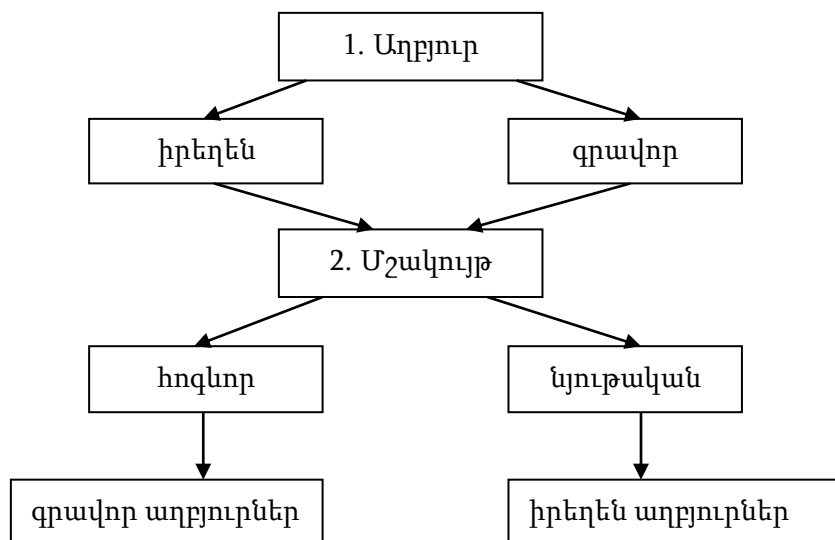 1. Աղբյուր
իրեղեն
գրավոր
2. Մշակույթ
հոգևոր
նյութական
գրավոր աղբյուրներ
իրեղեն աղբյուրներ